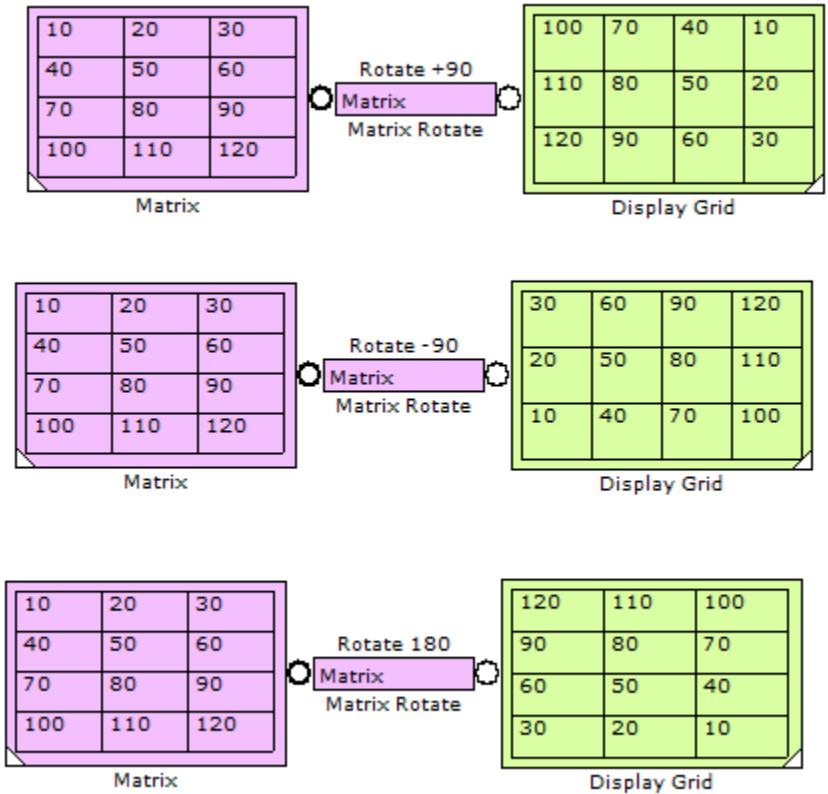 10 20 30
40 50 60
70 80 90
100 110 120
Matrix
Rotate +90
Matrix
Matrix Rotate
100 70 40 10
110 80 50 20
120 90 60 30
Display Grid
10 20 30
40 50 60
70 80 90
100 110 120
Matrix
Rotate -90
Matrix
Matrix Rotate
30 60 90 120
20 50 80 110
10 40 70 100
Display Grid
10 20 30
40 50 60
70 80 90
100 110 120
Matrix
Rotate 180
Matrix
Matrix Rotate
120 110 100
90 80 70
60 50 40
30 20 10
Display Grid